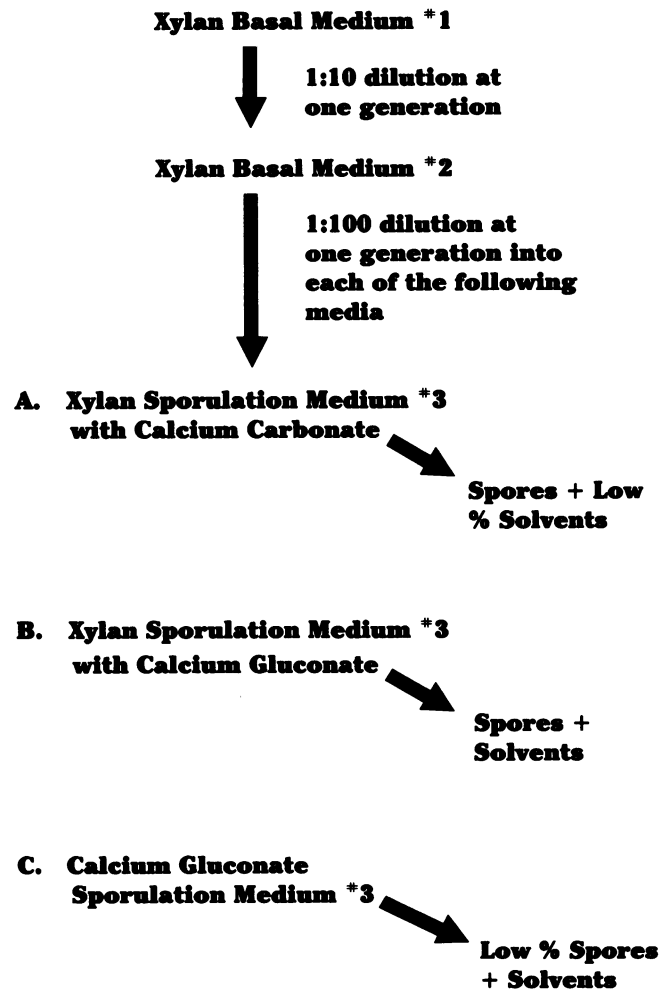 Xylan Basal Medium #1
1:10 dilution at
one generation
Xylan Basal Medium #2
1:100 dilution at
one generation into
each of the following
media
A. Xylan Sporulation Medium #3
with Calcium Carbonate
Spores + Low
% Solvents
B. Xylan Sporulation Medium #3
with Calcium Gluconate
Spores +
Solvents
C. Calcium Gluconate
Sporulation Medium #3
Low % Spores
+ Solvents